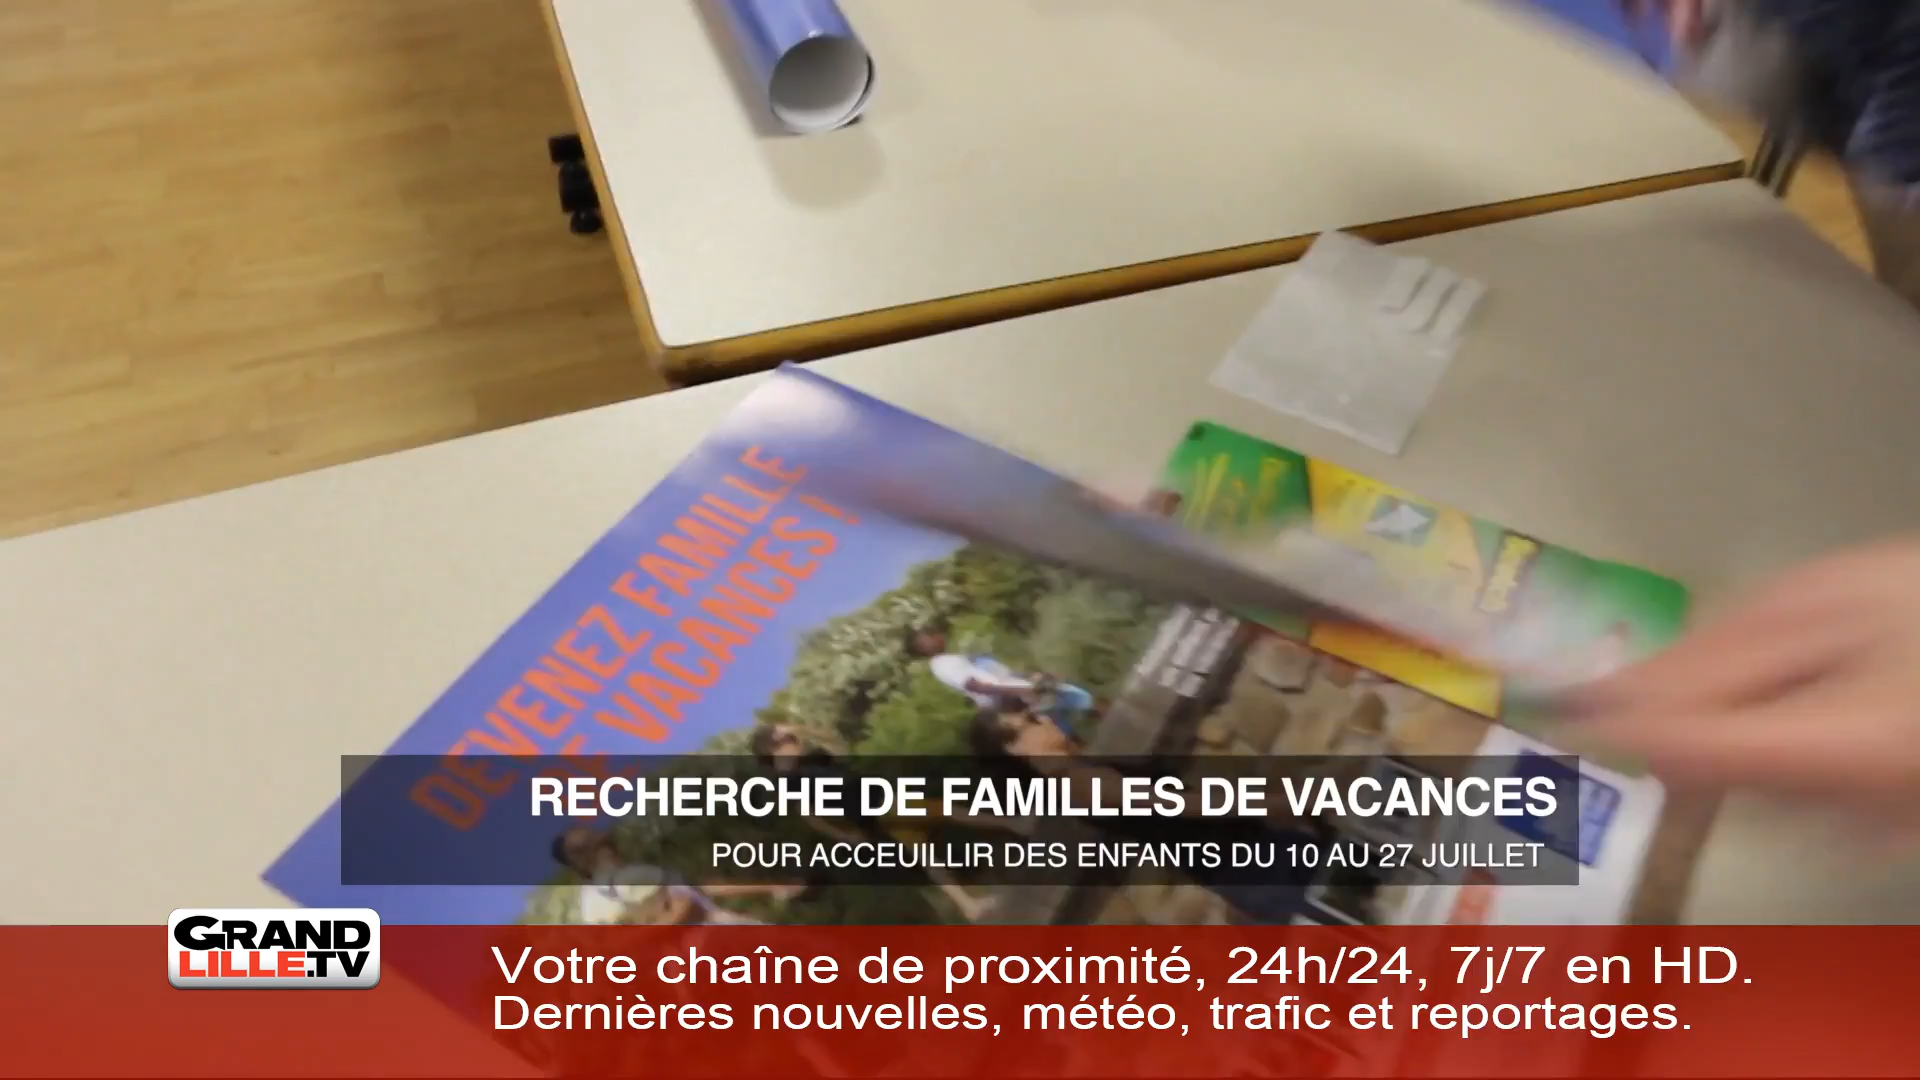 DEVENEZ FAMILLE
DE VACANCES !
RECHERCHE DE FAMILLES DE VACANCES
POUR ACCEUILLIR DES ENFANTS DU 10 AU 27 JUILLET
GRAND
LILLE.TV
Votre chaîne de proximité, 24h/24, 7j/7 en HD.
Dernières nouvelles, météo, trafic et reportages.